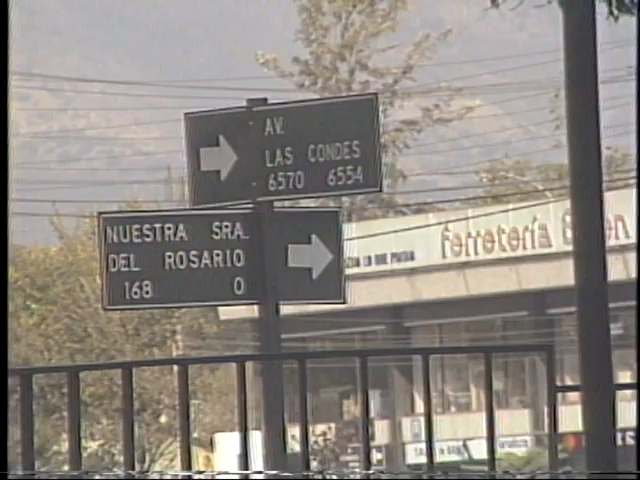 AV.
LAS CONDES
6570 6554
NUESTRA SRA.
DEL ROSARIO
168 0
ferretería